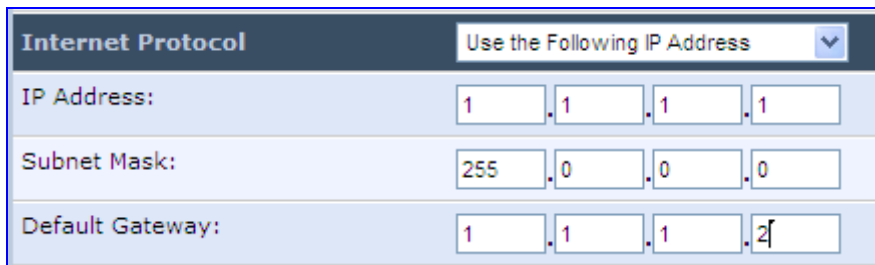 Internet Protocol Use the Following IP Address
IP Address: 1 . 1 . 1 . 1
Subnet Mask: 255 . 0 . 0 . 0
Default Gateway: 1 . 1 . 1 . 2